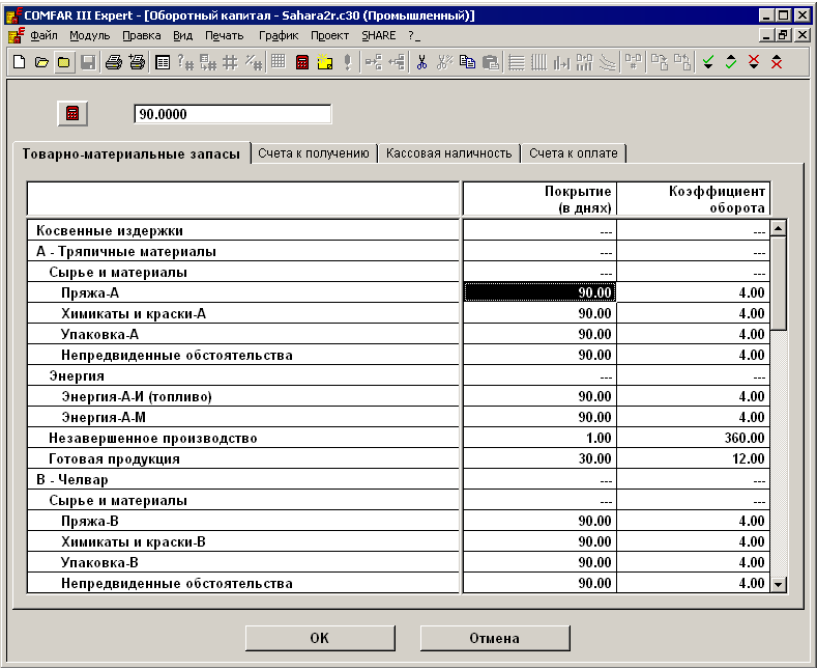 COMFAR III Expert - [Оборотный капитал - Sahara2r.c30 (Промышленный)]
Файл Модуль Правка Вид Печать График Проект SHARE ?_
90.0000
Товарно-материальные запасы Счета к получению Кассовая наличность Счета к оплате
Покрытие Коэффициент
(в днях) оборота
Косвенные издержки --- ---
А - Тряпичные материалы --- ---
Сырье и материалы --- ---
Пряжа-А 90.00 4.00
Химикаты и краски-А 90.00 4.00
Упаковка-А 90.00 4.00
Непредвиденные обстоятельства 90.00 4.00
Энергия --- ---
Энергия-А-И (топливо) 90.00 4.00
Энергия-А-М 90.00 4.00
Незавершенное производство 1.00 360.00
Готовая продукция 30.00 12.00
В - Челвар --- ---
Сырье и материалы --- ---
Пряжа-В 90.00 4.00
Химикаты и краски-В 90.00 4.00
Упаковка-В 90.00 4.00
Непредвиденные обстоятельства 90.00 4.00
OK Отмена